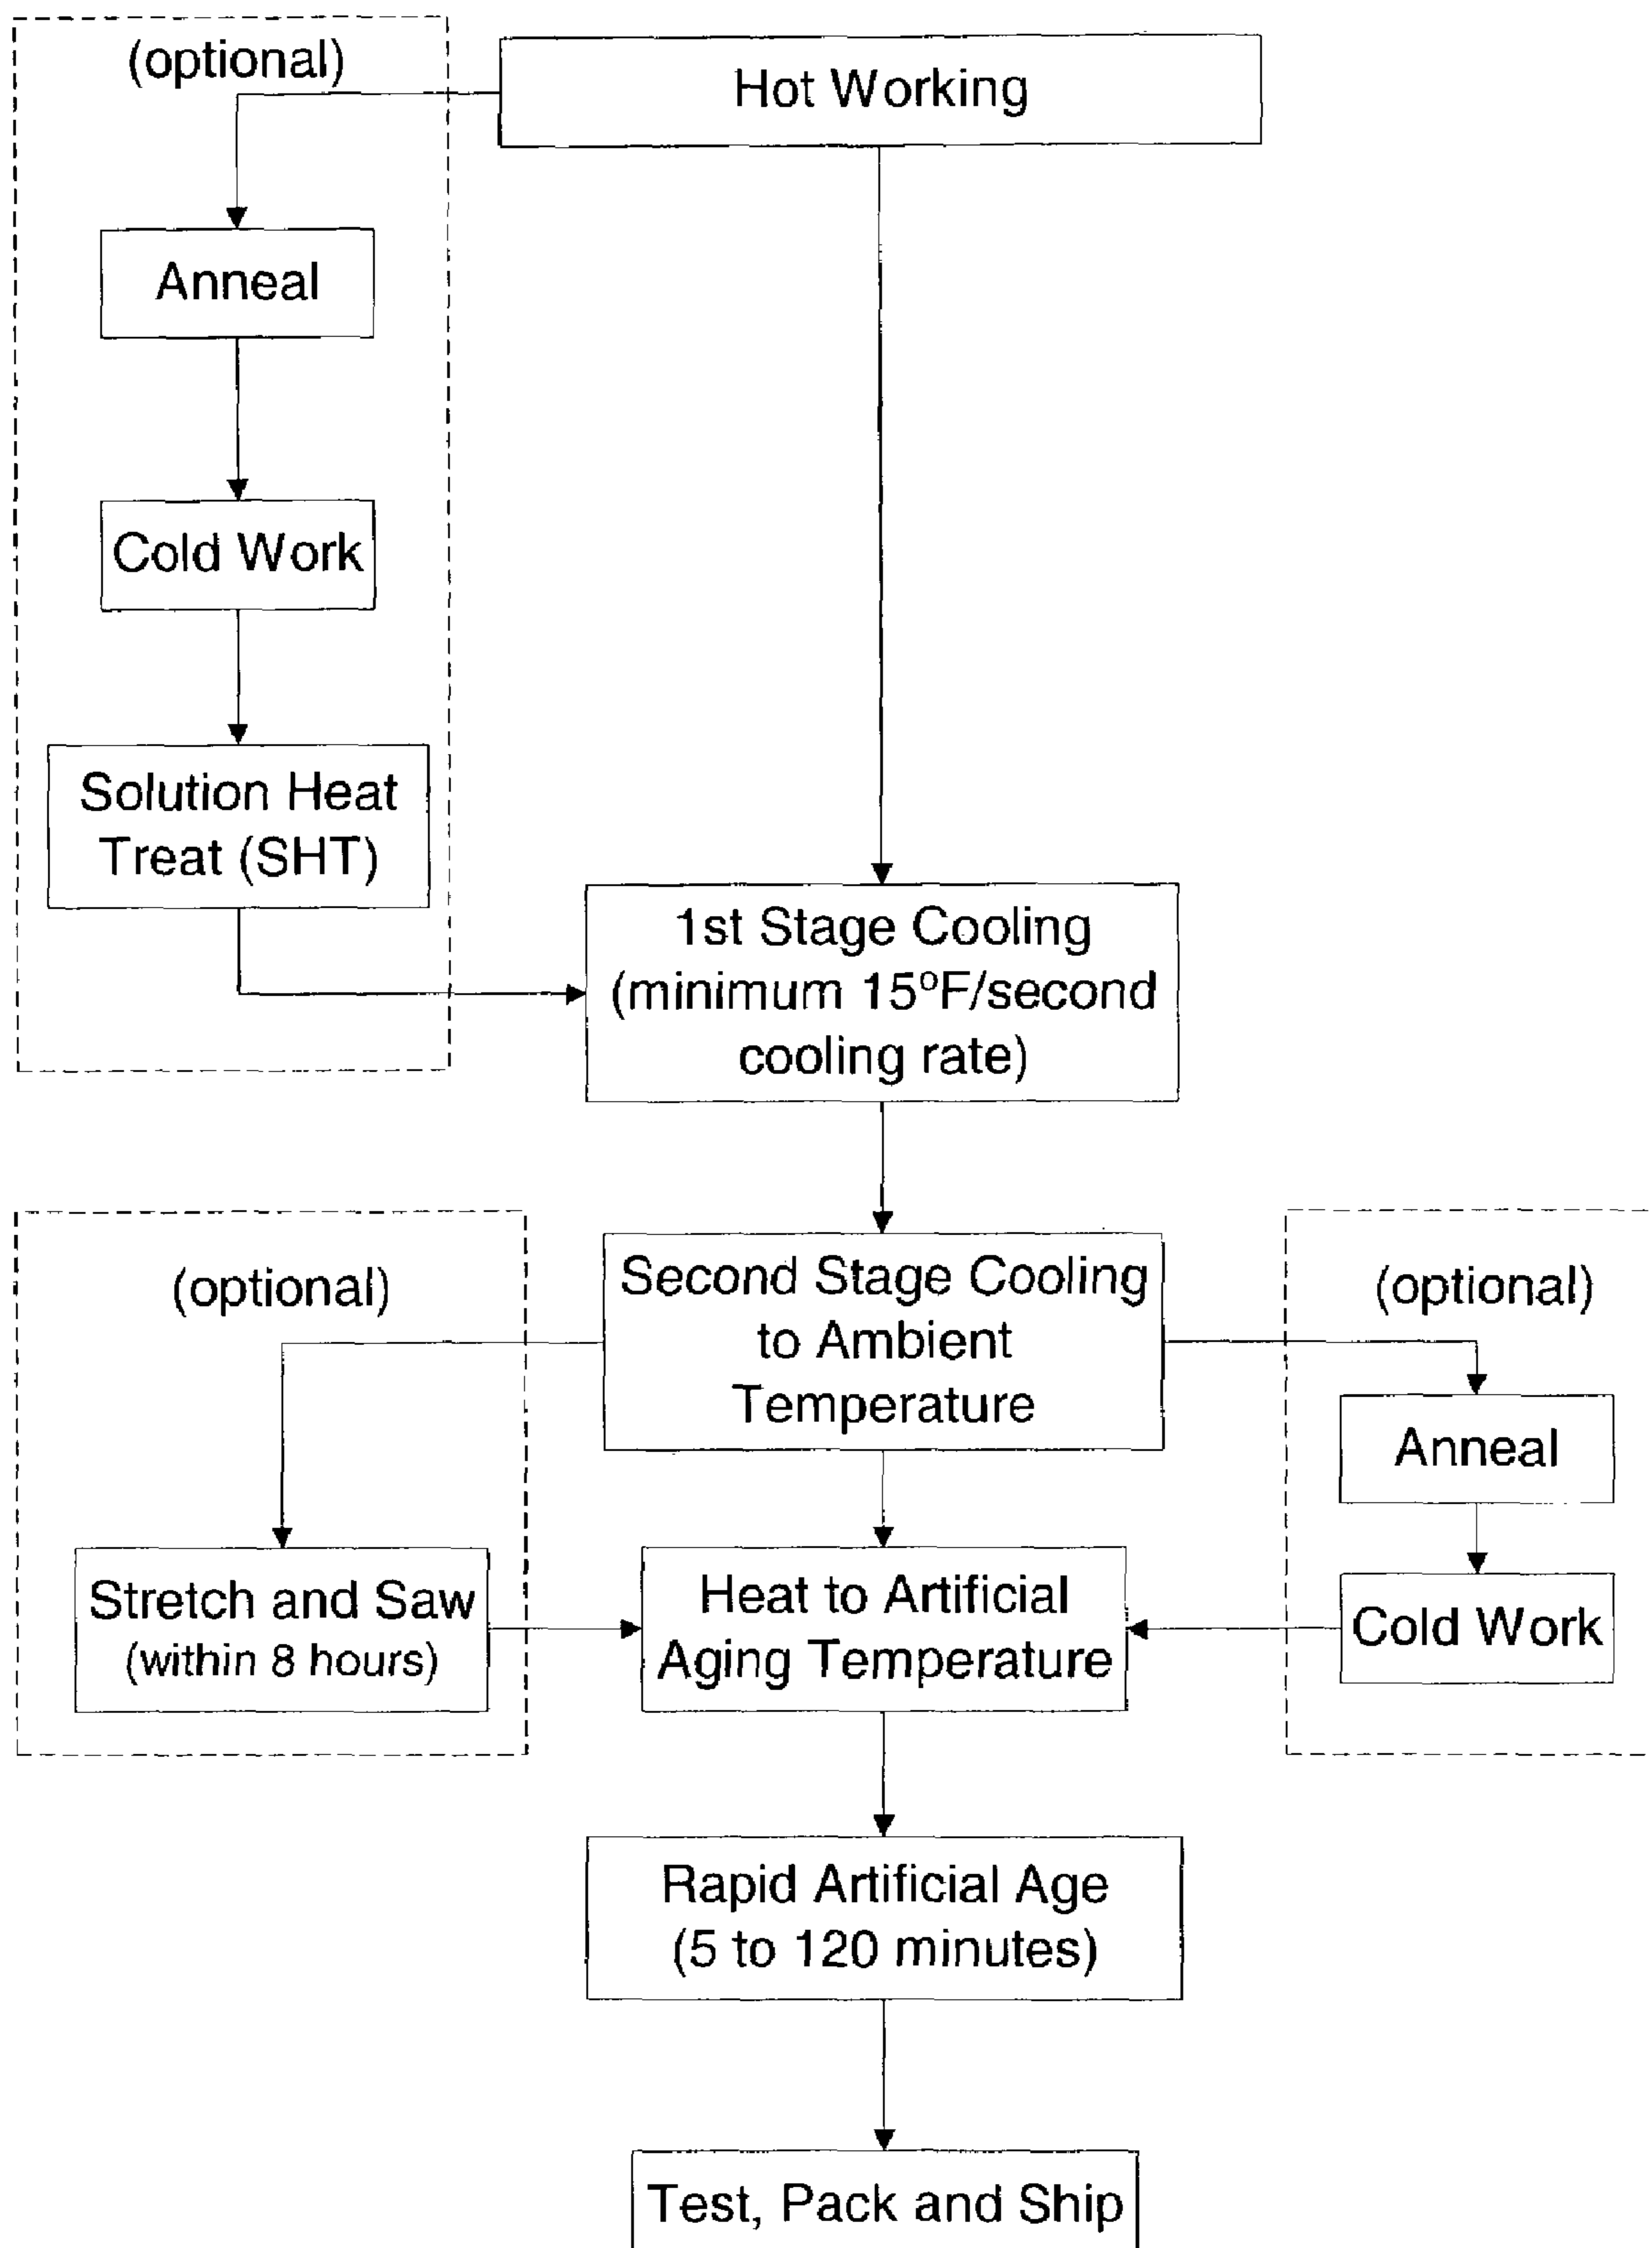 (optional)
Hot Working
Anneal
Cold Work
Solution Heat
Treat (SHT)
1st Stage Cooling
(minimum 15ºF/second
cooling rate)
Second Stage Cooling
to Ambient
Temperature
(optional)
(optional)
Anneal
Stretch and Saw
(within 8 hours)
Heat to Artificial
Aging Temperature
Cold Work
Rapid Artificial Age
(5 to 120 minutes)
Test, Pack and Ship